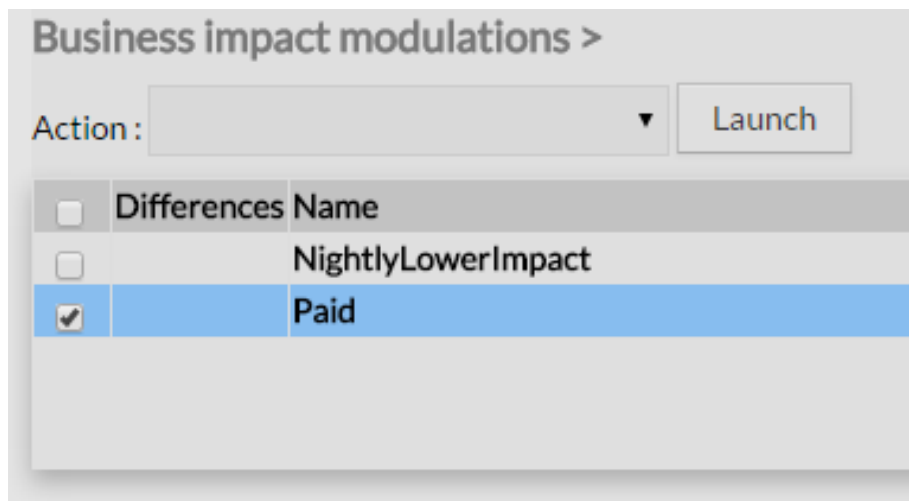 Business impact modulations >
Action : Launch
Differences Name
NightlyLowerImpact
Paid